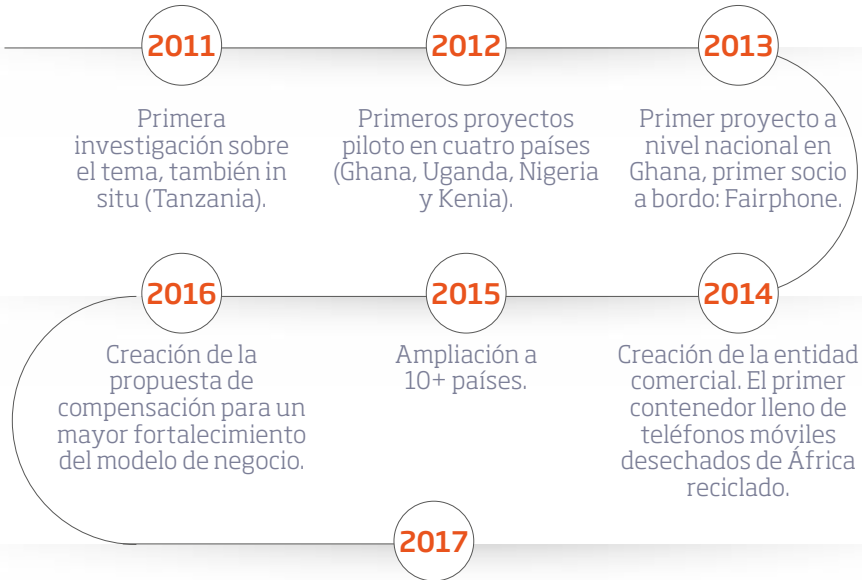 2011
Primera
investigación sobre
el tema, también in
situ (Tanzania).
2012
Primeros proyectos
piloto en cuatro países
(Ghana, Uganda, Nigeria
y Kenia).
2013
Primer proyecto a
nivel nacional en
Ghana, primer socio
a bordo: Fairphone.
2014
Creación de la entidad
comercial. El primer
contenedor lleno de
teléfonos móviles
desechados de África
reciclado.
2015
Ampliación a
10+ países.
2016
Creación de la
propuesta de
compensación para un
mayor fortalecimiento
del modelo de negocio.
2017